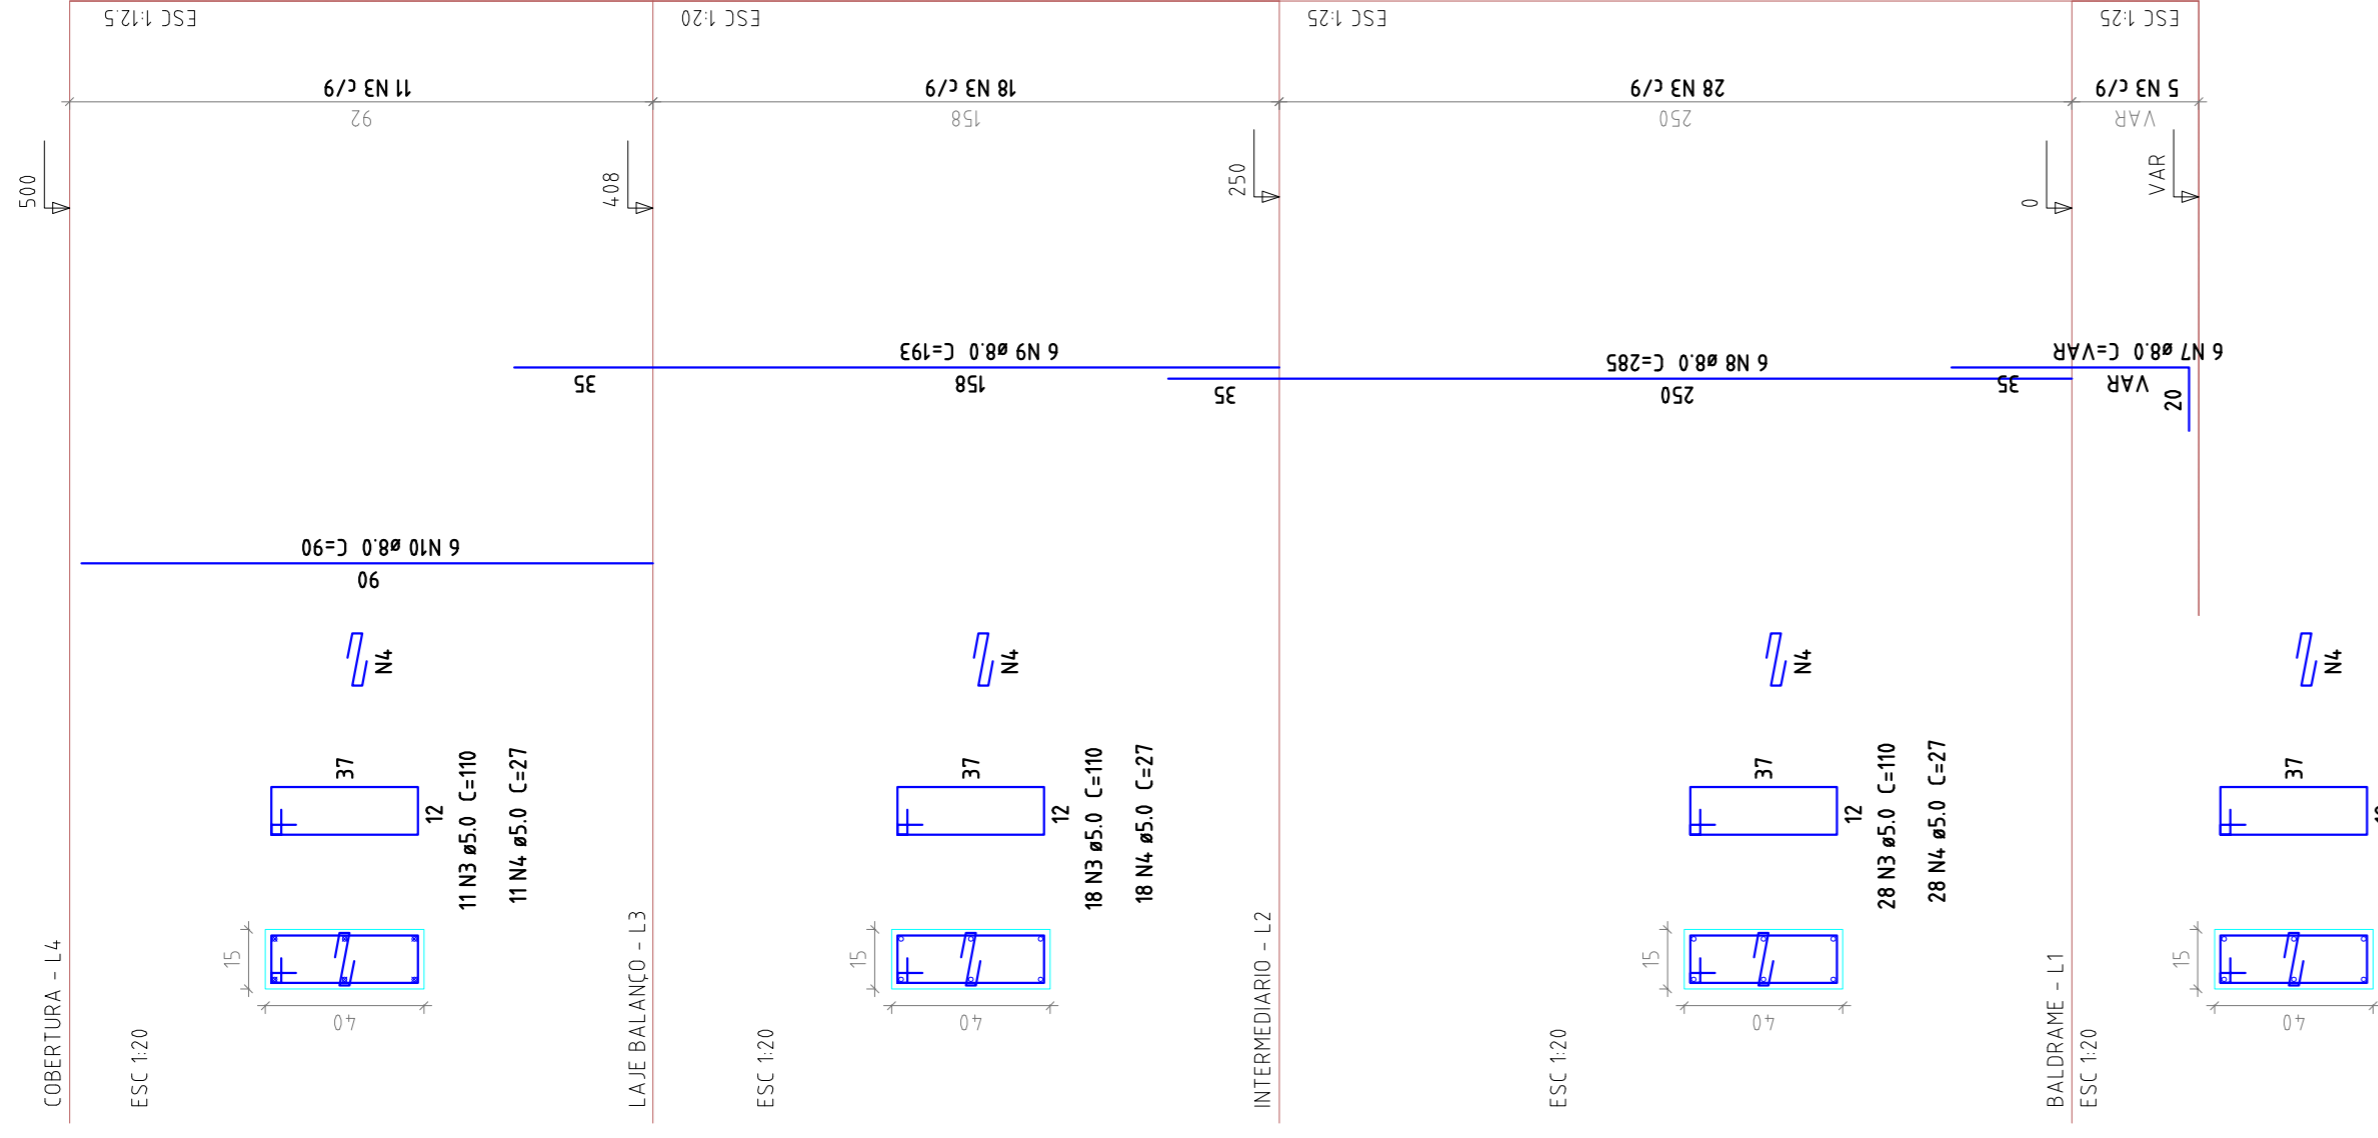 ESC 1:12.5
ESC 1:20
ESC 1:25
ESC 1:25
11 N3 c/9
18 N3 c/9
28 N3 c/9
5 N3 c/9
92
158
250
VAR
500
408
250
0
VAR
6 N9 ø8.0 C=193
35
158
6 N8 ø8.0 C=285
35
250
6 N7 ø8.0 C=VAR
35
VAR
20
6 N10 ø8.0 C=90
90
N4
N4
N4
N4
37
12
11 N3 ø5.0 C=110
11 N4 ø5.0 C=27
37
12
18 N3 ø5.0 C=110
18 N4 ø5.0 C=27
37
12
28 N3 ø5.0 C=110
28 N4 ø5.0 C=27
37
15
40
15
40
15
40
15
40
COBERTURA - L4
ESC 1:20
LAJE BALANÇO - L3
ESC 1:20
INTERMEDIARIO - L2
ESC 1:20
BALDRAME - L1
ESC 1:20